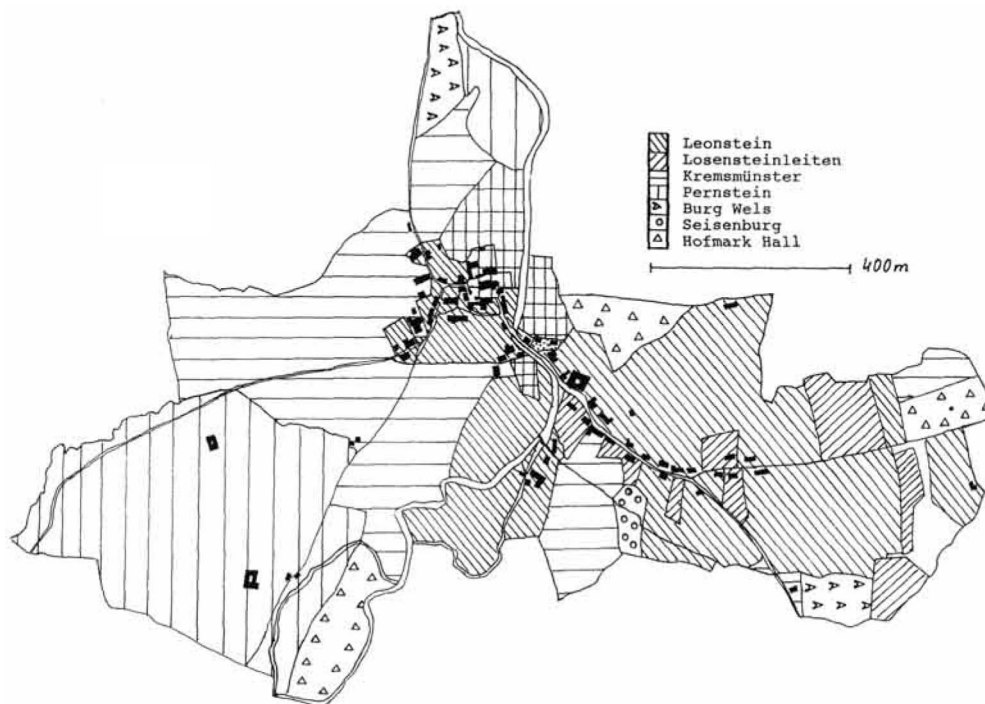 Leonstein
Losensteinleiten
Kremsmünster
Pernstein
Burg Wels
Seisenburg
Hofmark Hall
400m